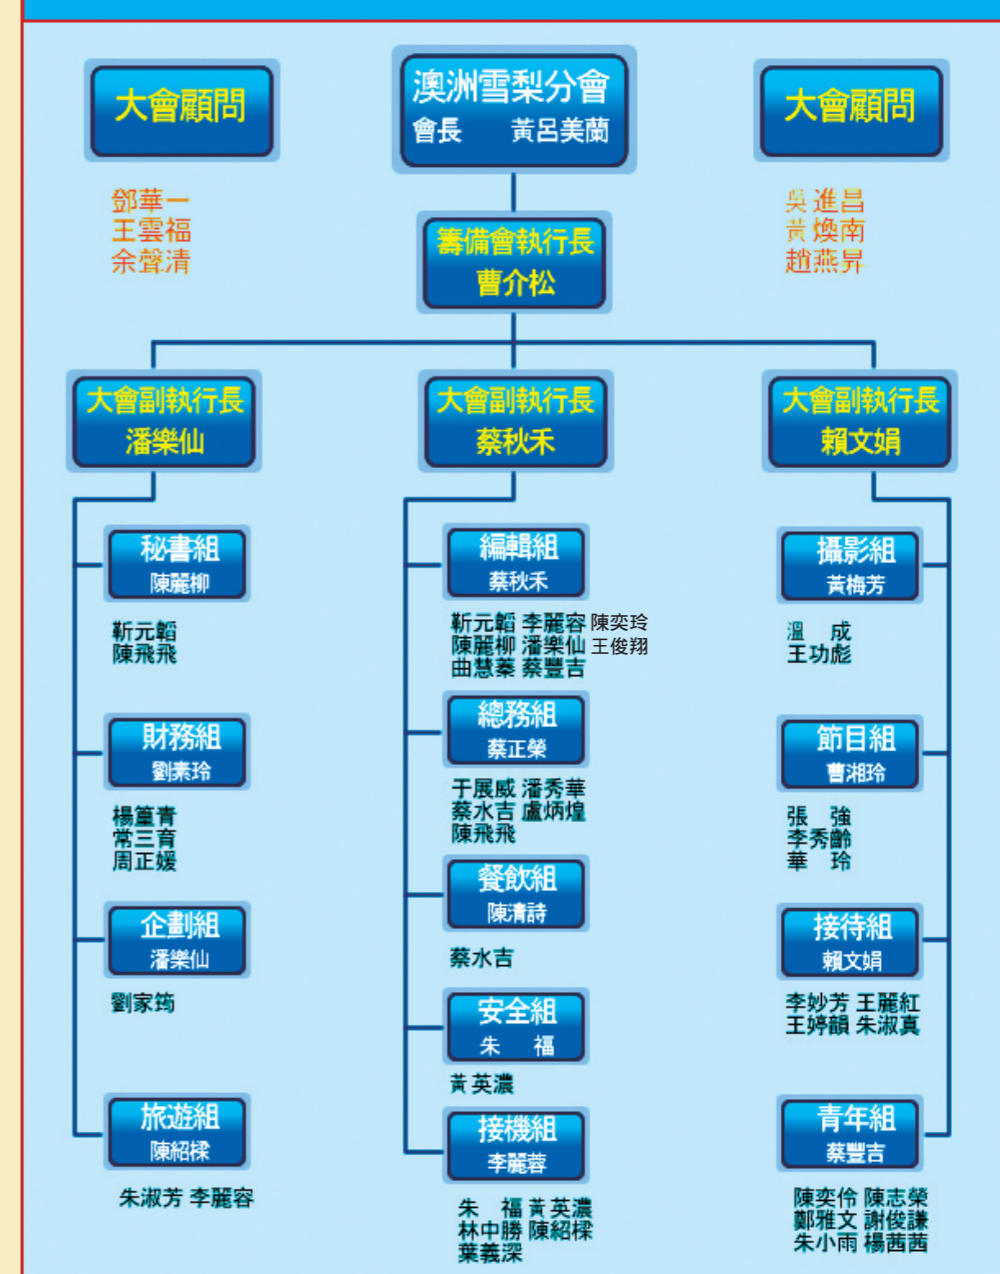 大會顧問
鄧華一
王雲福
余聲清
澳洲雪梨分會
會長 黃呂美蘭
大會顧問
吳進昌
黃煥南
趙燕昇
籌備會執行長
曹介松
大會副執行長
潘樂仙
秘書組
陳麗柳
靳元韜
陳飛飛
財務組
劉素玲
楊篁青
常三育
周正媛
企劃組
潘樂仙
劉家筠
旅遊組
陳紹樑
朱淑芳 李麗容
大會副執行長
蔡秋禾
編輯組
蔡秋禾
靳元韜 李麗容 陳奕玲
陳麗柳 潘樂仙 王俊翔
曲慧蓁 蔡豐吉
總務組
蔡正榮
于展威 潘秀華
蔡水吉 盧炳煌
陳飛飛
餐飲組
陳清詩
蔡水吉
安全組
朱 福
黃英濃
接機組
李麗蓉
朱 福 黃英濃
林中勝 陳紹樑
葉義深
大會副執行長
賴文娟
攝影組
黃梅芳
溫 成
王功彪
節目組
曹湘玲
張 強
李秀齡
華 玲
接待組
賴文娟
李妙芳 王麗紅
王婷韻 朱淑真
青年組
蔡豐吉
陳奕伶 陳志榮
鄭雅文 謝俊謙
朱小雨 楊茜茜